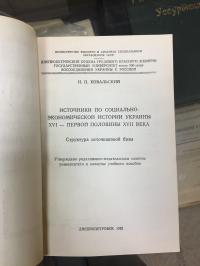 МИНИСТЕРСТВО ВЫСШЕГО И СРЕДНЕГО СПЕЦИАЛЬНОГО
ОБРАЗОВАНИЯ УССР
ДНЕПРОПЕТРОВСКИЙ ОРДЕНА ТРУДОВОГО КРАСНОГО ЗНАМЕНИ
ГОСУДАРСТВЕННЫЙ УНИВЕРСИТЕТ имени 300-летия
ВОССОЕДИНЕНИЯ УКРАИНЫ С РОССИЕЙ
Н. П. КОВАЛЬСКИЙ
ИСТОЧНИКИ ПО СОЦИАЛЬНО-
ЭКОНОМИЧЕСКОЙ ИСТОРИИ УКРАИНЫ
XVI — ПЕРВОЙ ПОЛОВИНЫ XVII ВЕКА
Структура источниковой базы
Утверждено редакционно-издательским советом
университета в качестве учебного пособия
ДНЕПРОПЕТРОВСК, 1982